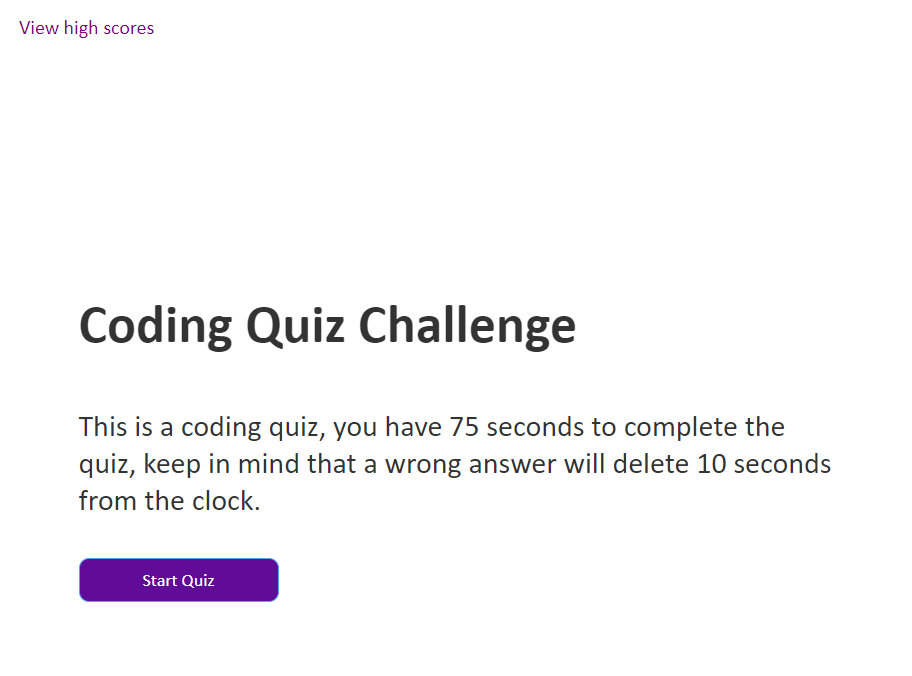 View high scores
Coding Quiz Challenge
This is a coding quiz, you have 75 seconds to complete the
quiz, keep in mind that a wrong answer will delete 10 seconds
from the clock.
Start Quiz